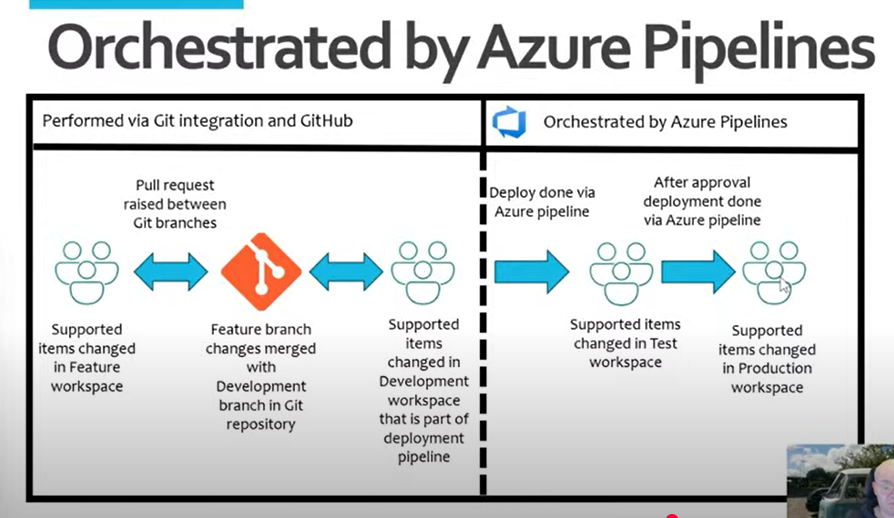 Orchestrated by Azure Pipelines
Performed via Git integration and GitHub
Orchestrated by Azure Pipelines
Pull request
raised between
Git branches
Deploy done via
Azure pipeline
After approval
deployment done
via Azure pipeline
Supported
items changed
in Feature
workspace
Feature branch
changes merged
with
Development
branch in Git
repository
Supported
items
changed in
Development
workspace
that is part of
deployment
pipeline
Supported items
changed in Test
workspace
Supported
items changed
in Production
workspace